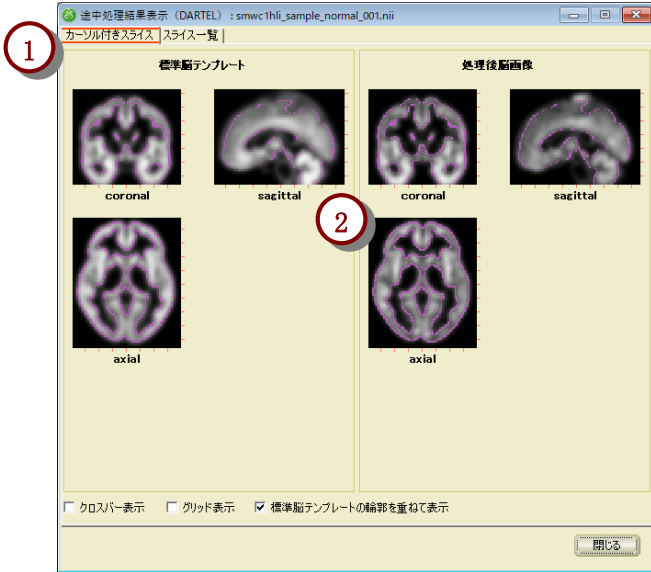 途中処理結果表示（DARTEL）：smwc1hli_sample_normal_001.nii
カーソル付きスライス スライス一覧
1
標準脳テンプレート
処理後脳画像
coronal
sagittal
coronal
sagittal
2
axial
axial
クロスバー表示 グリッド表示 標準脳テンプレートの輪郭を重ねて表示
閉じる